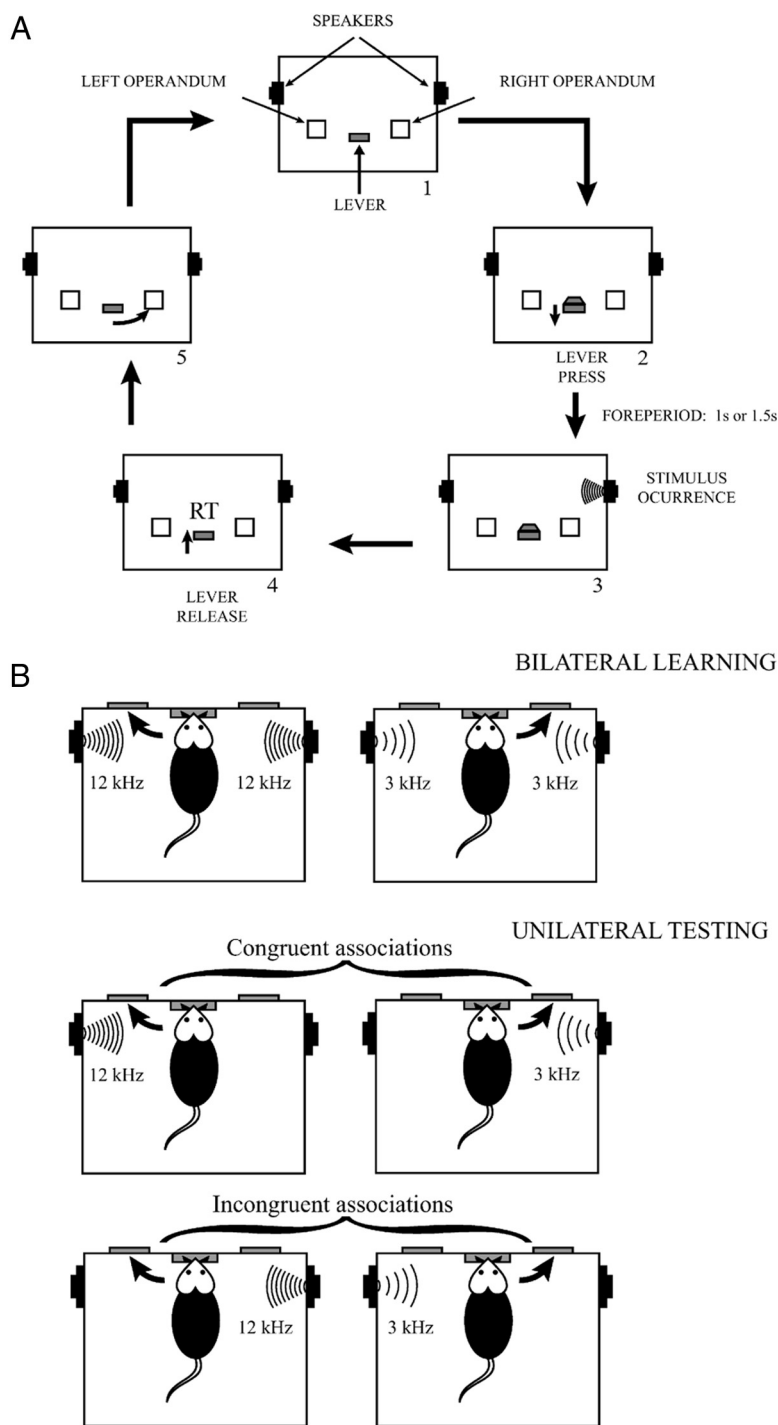 A
SPEAKERS
LEFT OPERANDUM
RIGHT OPERANDUM
LEVER
1
5
2
LEVER
PRESS
FOREPERIOD: 1s or 1.5s
STIMULUS
OCURRENCE
RT
4
3
LEVER
RELEASE
BILATERAL LEARNING
B
12 kHz 12 kHz 3 kHz 3 kHz
UNILATERAL TESTING
Congruent associations
12 kHz 3 kHz
Incongruent associations
12 kHz 3 kHz